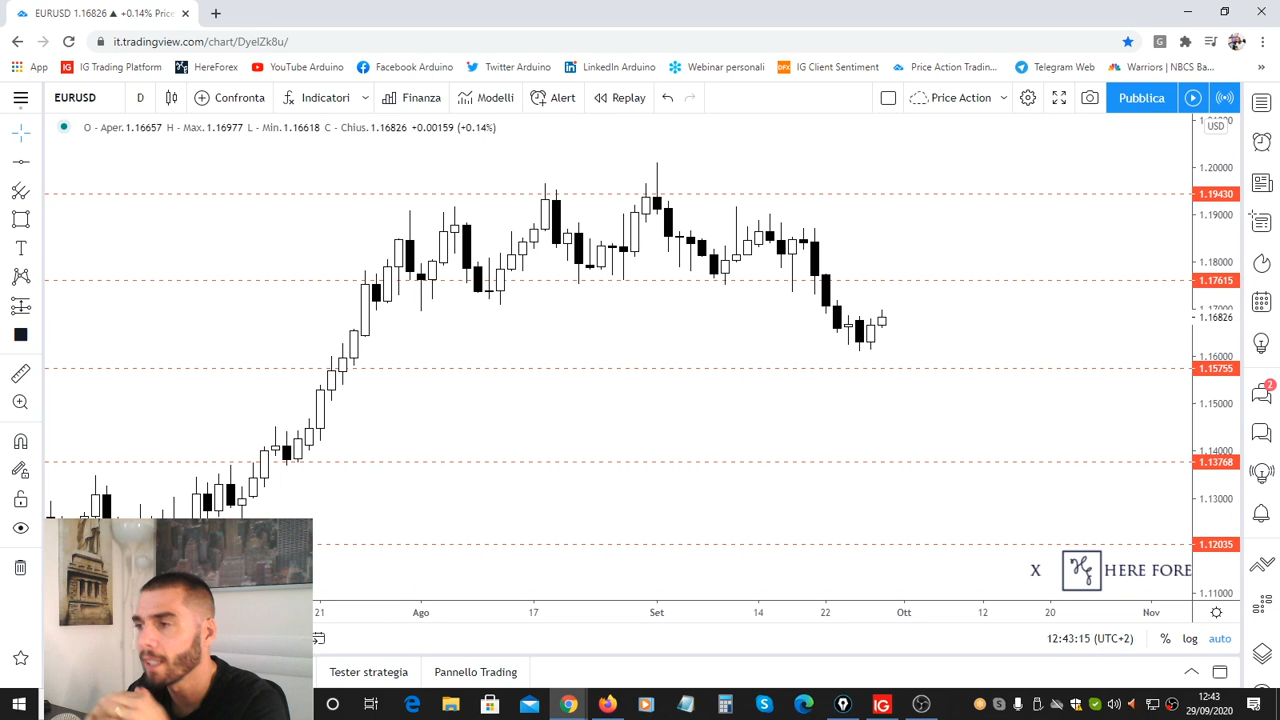 EURUSD 1.16826 ▲ +0.14% Price
it.tradingview.com/chart/DyelZk8u/
App
IG Trading Platform
HereForex
YouTube Arduino
Facebook Arduino
Twitter Arduino
LinkedIn Arduino
Webinar personali
IG Client Sentiment
Price Action Tradin...
Telegram Web
Warriors | NBCS Ba...
»
EURUSD
D
Confronta
Indicatori
Finanza
Modelli
Alert
Replay
Price Action
Pubblica
O - Aper.1.16657 H - Max.1.16977 L - Min.1.16618 C - Chius.1.16826 +0.00159 (+0.14%)
USD
1.20000
1.19430
1.19000
1.18000
1.17615
1.17000
1.16826
1.16000
1.15755
1.15000
1.14000
1.13768
1.13000
1.12035
1.11000
2
X HERE FORE
21
Ago
17
Set
14
22
Ott
12
20
Nov
12:43:15 (UTC+2)
%
log
auto
Tester strategia
Pannello Trading
12:43
29/09/2020